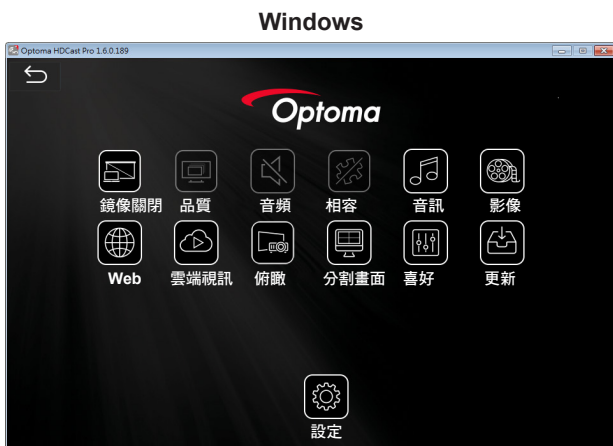 Windows
Optoma HDCast Pro 1.6.0.189
Optoma
鏡像關閉 品質 音頻 相容 音訊 影像
Web 雲端視訊 俯瞰 分割畫面 喜好 更新
設定